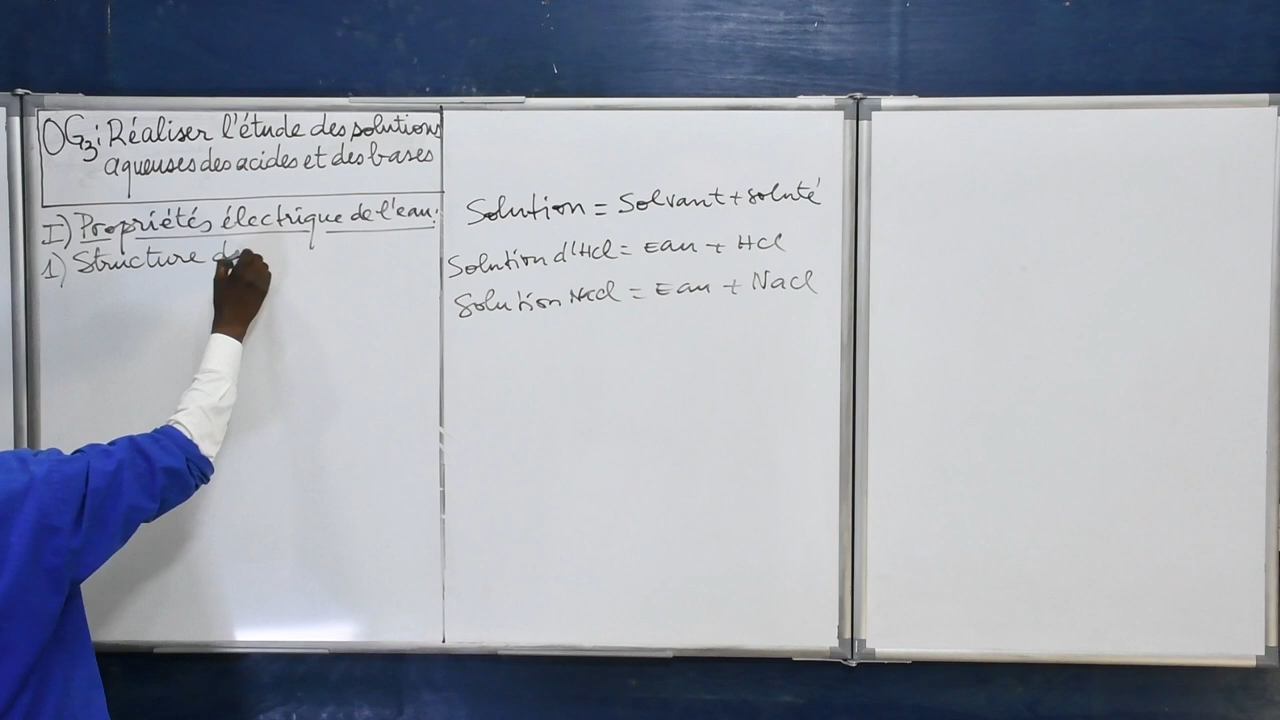 OG3: Réaliser l'étude des solutions
aqueuses des acides et des bases
I) Propriétés électrique de l'eau:
1) Structure de
Solution = Solvant + soluté
Solution d'HCl = Eau + HCl
Solution NaCl = Eau + NaCl